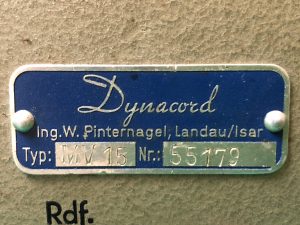 Dynacord
Ing.W. Pinternagel, Landau/Isar
Typ: MV 15 Nr.: 55179
Rdf.